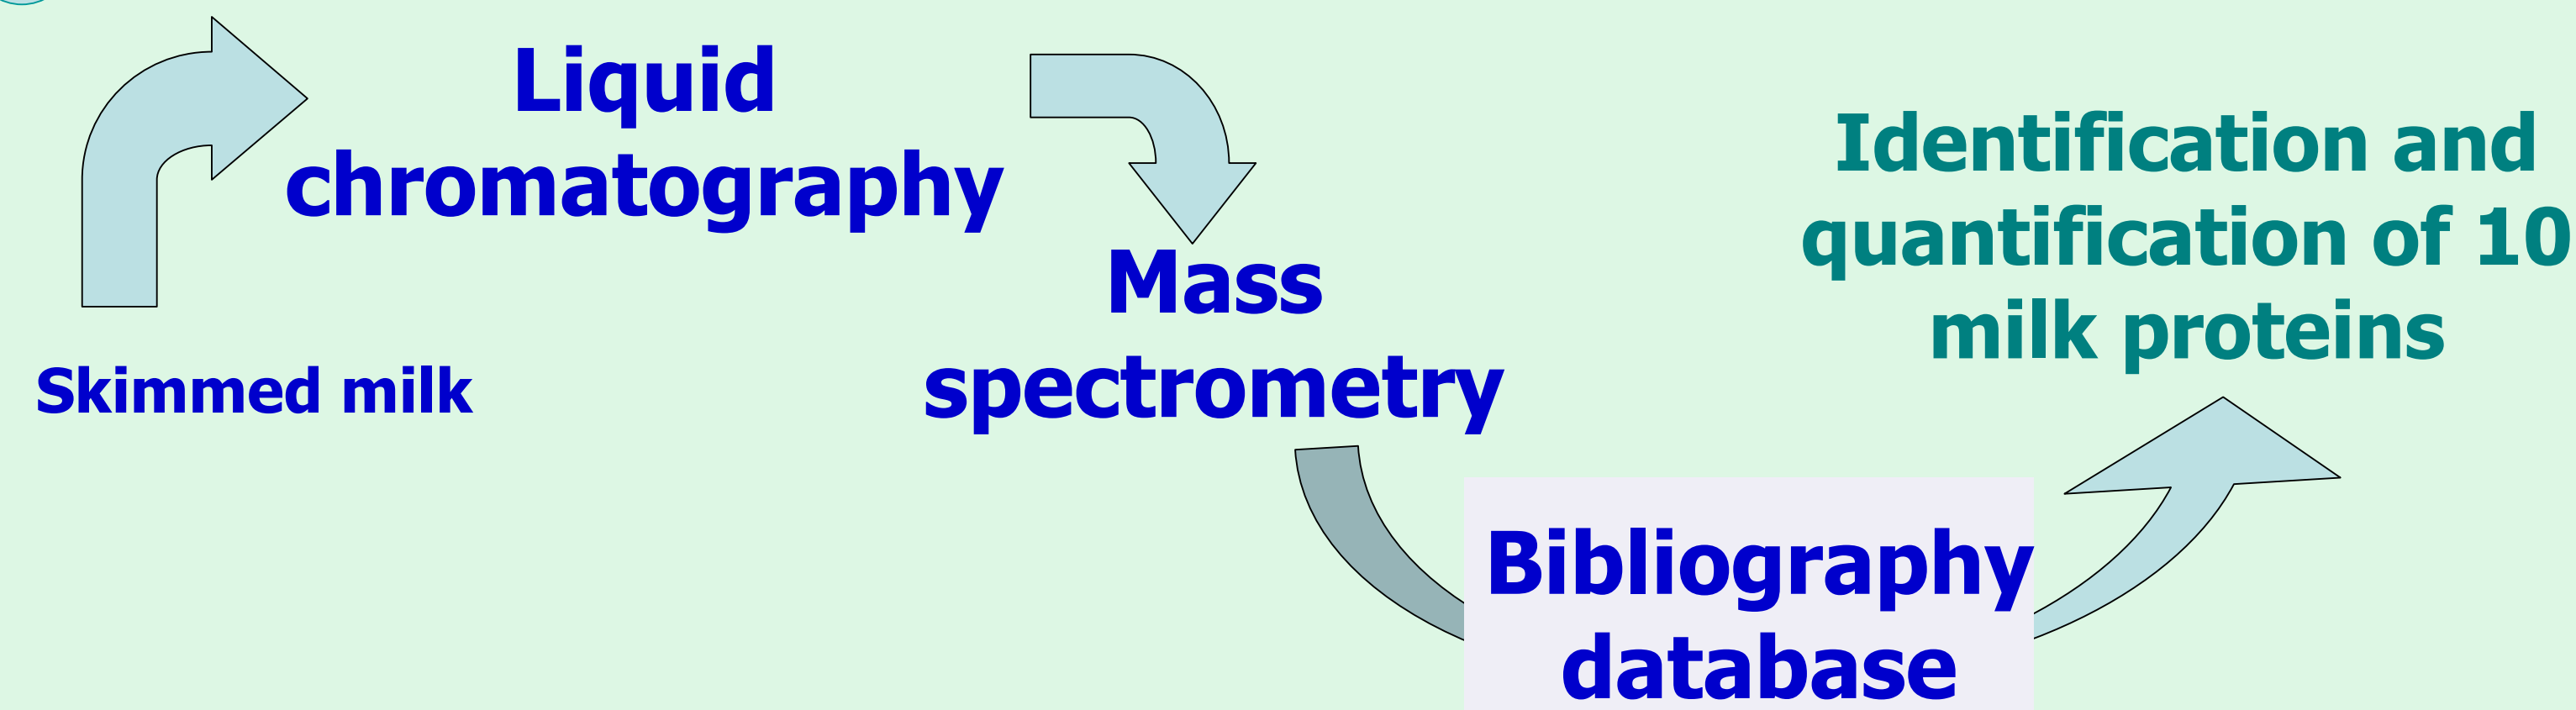 Skimmed milk
Liquid
chromatography
Mass
spectrometry
Bibliography
database
Identification and
quantification of 10
milk proteins